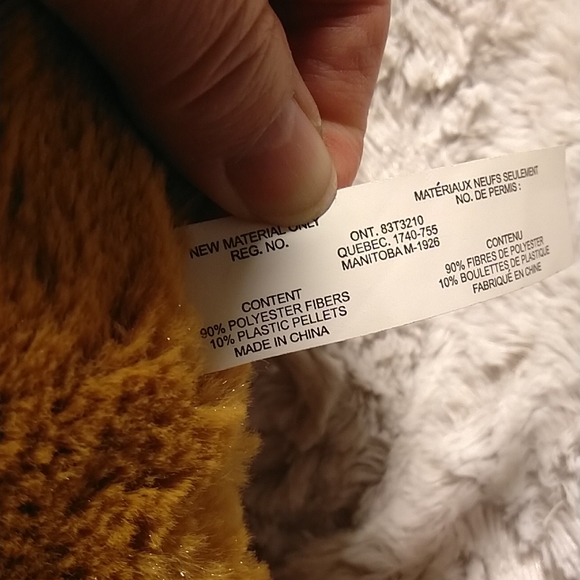 NEW MATERIAL ONLY
REG. NO.
ONT. 83T3210
QUEBEC. 1740-755
MANITOBA M-1926
MATÉRIAUX NEUFS SEULEMENT
NO. DE PERMIS :
CONTENT
90% POLYESTER FIBERS
10% PLASTIC PELLETS
MADE IN CHINA
CONTENU
90% FIBRES DE POLYESTER
10% BOULETTES DE PLASTIQUE
FABRIQUÉ EN CHINE